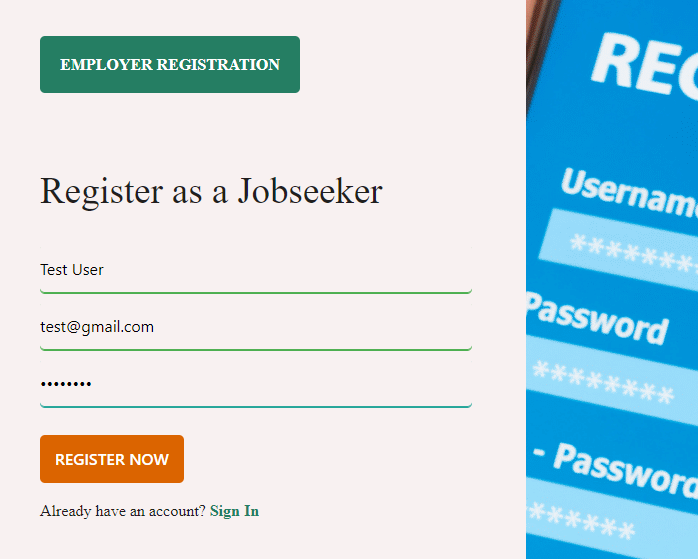 EMPLOYER REGISTRATION
Register as a Jobseeker
Test User
test@gmail.com
••••••••
REGISTER NOW
Already have an account? Sign In
REG
Username
********
Password
********
- Password
*******